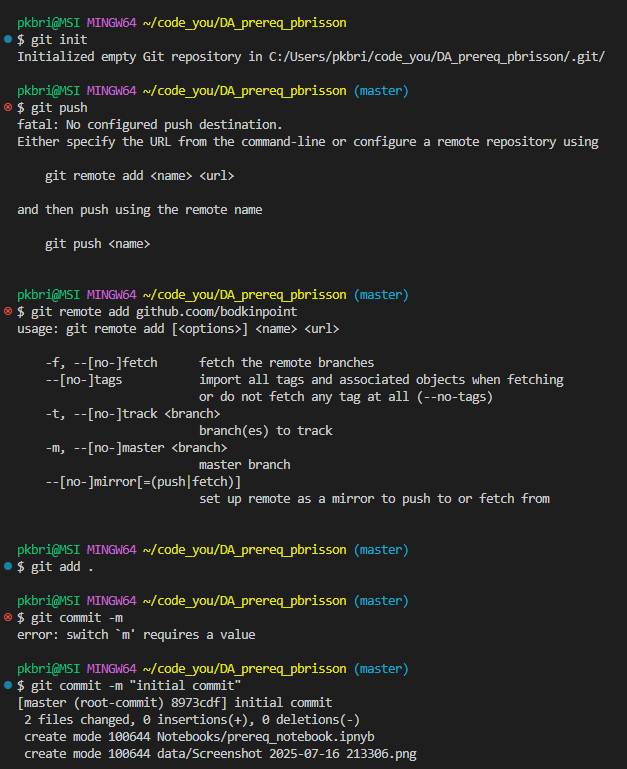 pkbri@MSI MINGW64 ~/code_you/DA_prereq_pbrisson
$ git init
Initialized empty Git repository in C:/Users/pkbri/code_you/DA_prereq_pbrisson/.git/
pkbri@MSI MINGW64 ~/code_you/DA_prereq_pbrisson (master)
$ git push
fatal: No configured push destination.
Either specify the URL from the command-line or configure a remote repository using
git remote add <name> <url>
and then push using the remote name
git push <name>
pkbri@MSI MINGW64 ~/code_you/DA_prereq_pbrisson (master)
$ git remote add github.coom/bodkinpoint
usage: git remote add [<options>] <name> <url>
-f, --[no-]fetch fetch the remote branches
--[no-]tags import all tags and associated objects when fetching
or do not fetch any tag at all (--no-tags)
-t, --[no-]track <branch>
branch(es) to track
-m, --[no-]master <branch>
master branch
--[no-]mirror[=(push|fetch)]
set up remote as a mirror to push to or fetch from
pkbri@MSI MINGW64 ~/code_you/DA_prereq_pbrisson (master)
$ git add .
pkbri@MSI MINGW64 ~/code_you/DA_prereq_pbrisson (master)
$ git commit -m
error: switch `m' requires a value
pkbri@MSI MINGW64 ~/code_you/DA_prereq_pbrisson (master)
$ git commit -m "initial commit"
[master (root-commit) 8973cdf] initial commit
2 files changed, 0 insertions(+), 0 deletions(-)
create mode 100644 Notebooks/prereq_notebook.ipnyb
create mode 100644 data/Screenshot 2025-07-16 213306.png